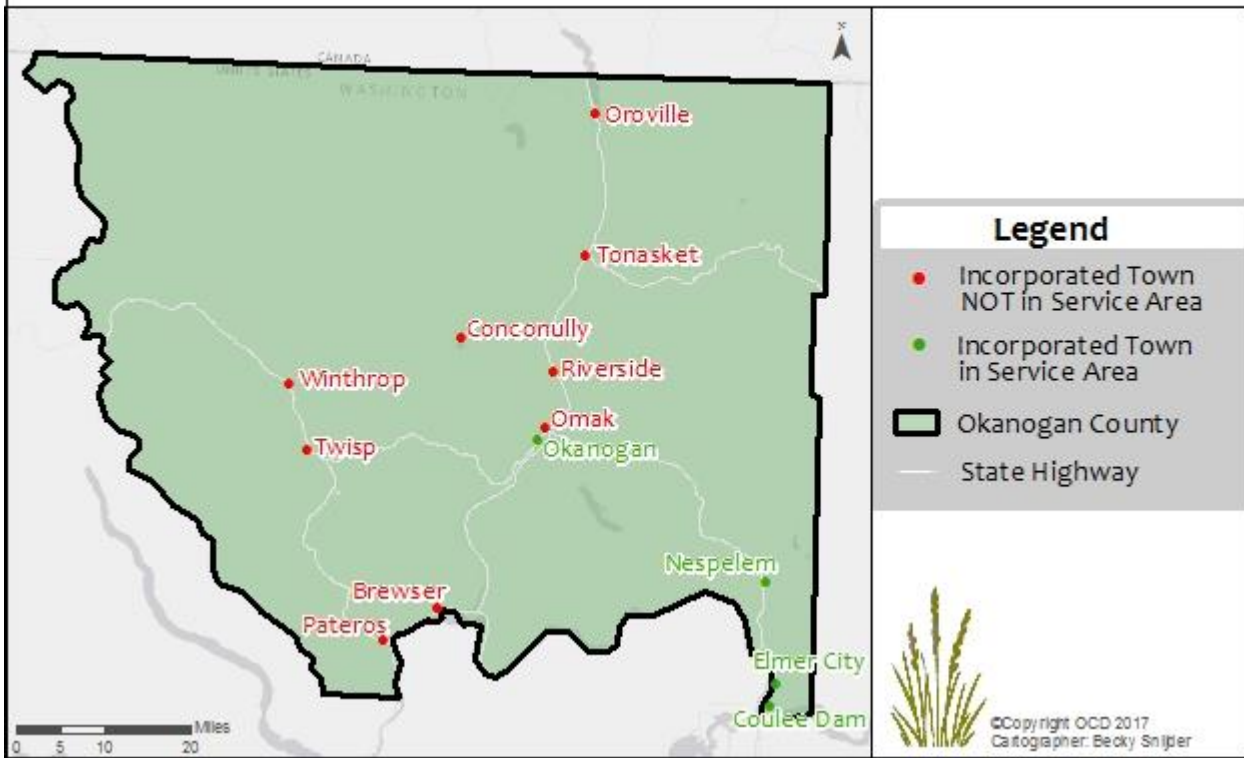 CANADA
UNITED STATES
WASHINGTON
N
Oroville
Tonasket
Conconully
Riverside
Winthrop
Omak
Okanogan
Twisp
Nespelem
Brewser
Pateros
Elmer City
Coulee Dam
Miles
0 5 10 20
Legend
Incorporated Town
NOT in Service Area
Incorporated Town
in Service Area
Okanogan County
State Highway
©Copyright OCD 2017
Cartographer: Becky Snijder